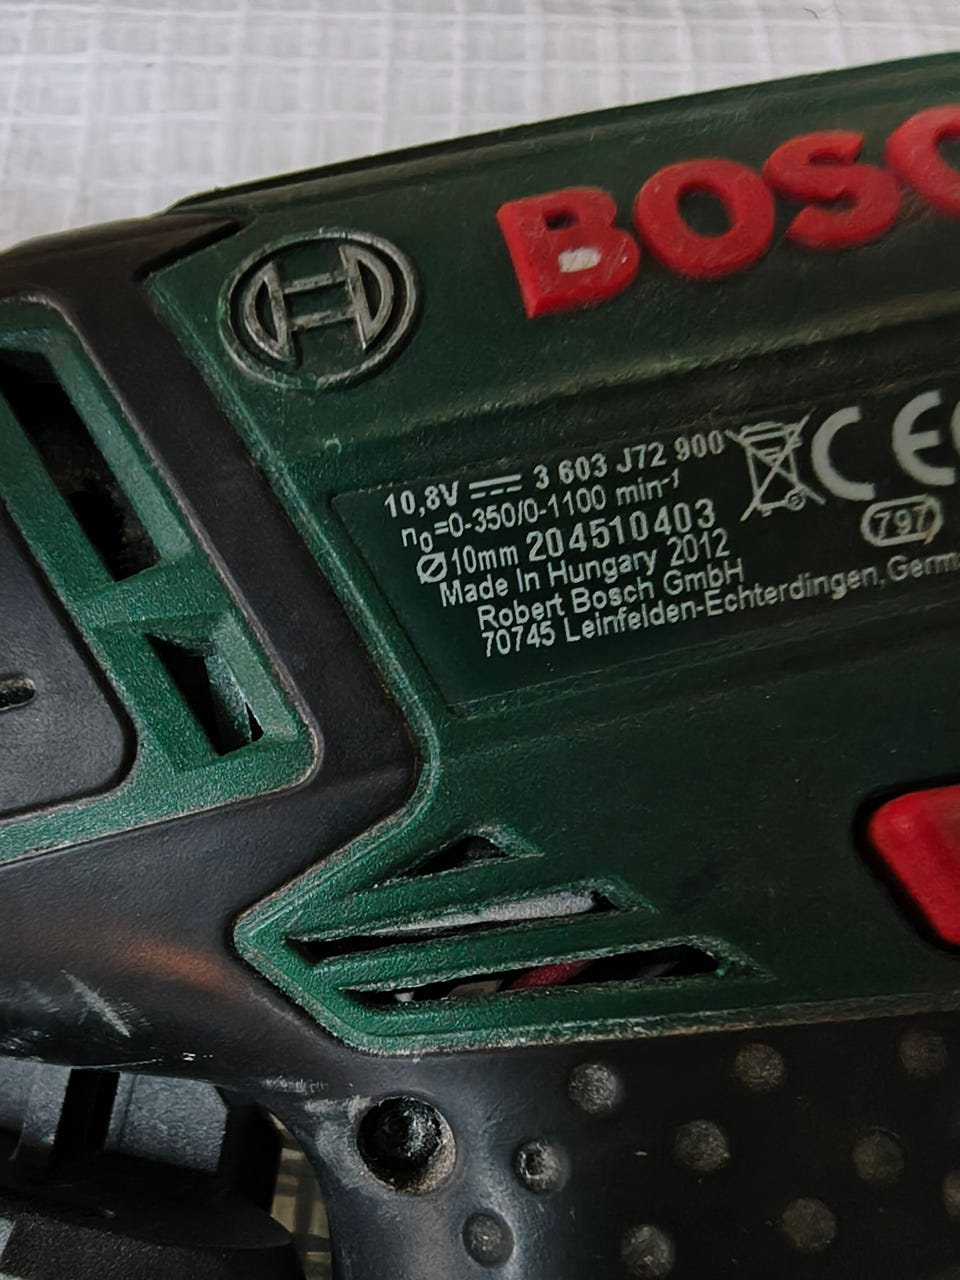 BOSC
10,8V 3 603 J72 900
n₀=0-350/0-1100 min⁻¹
Ø10mm 204510403
Made In Hungary 2012
Robert Bosch GmbH
70745 Leinfelden-Echterdingen, Germ
CE
797